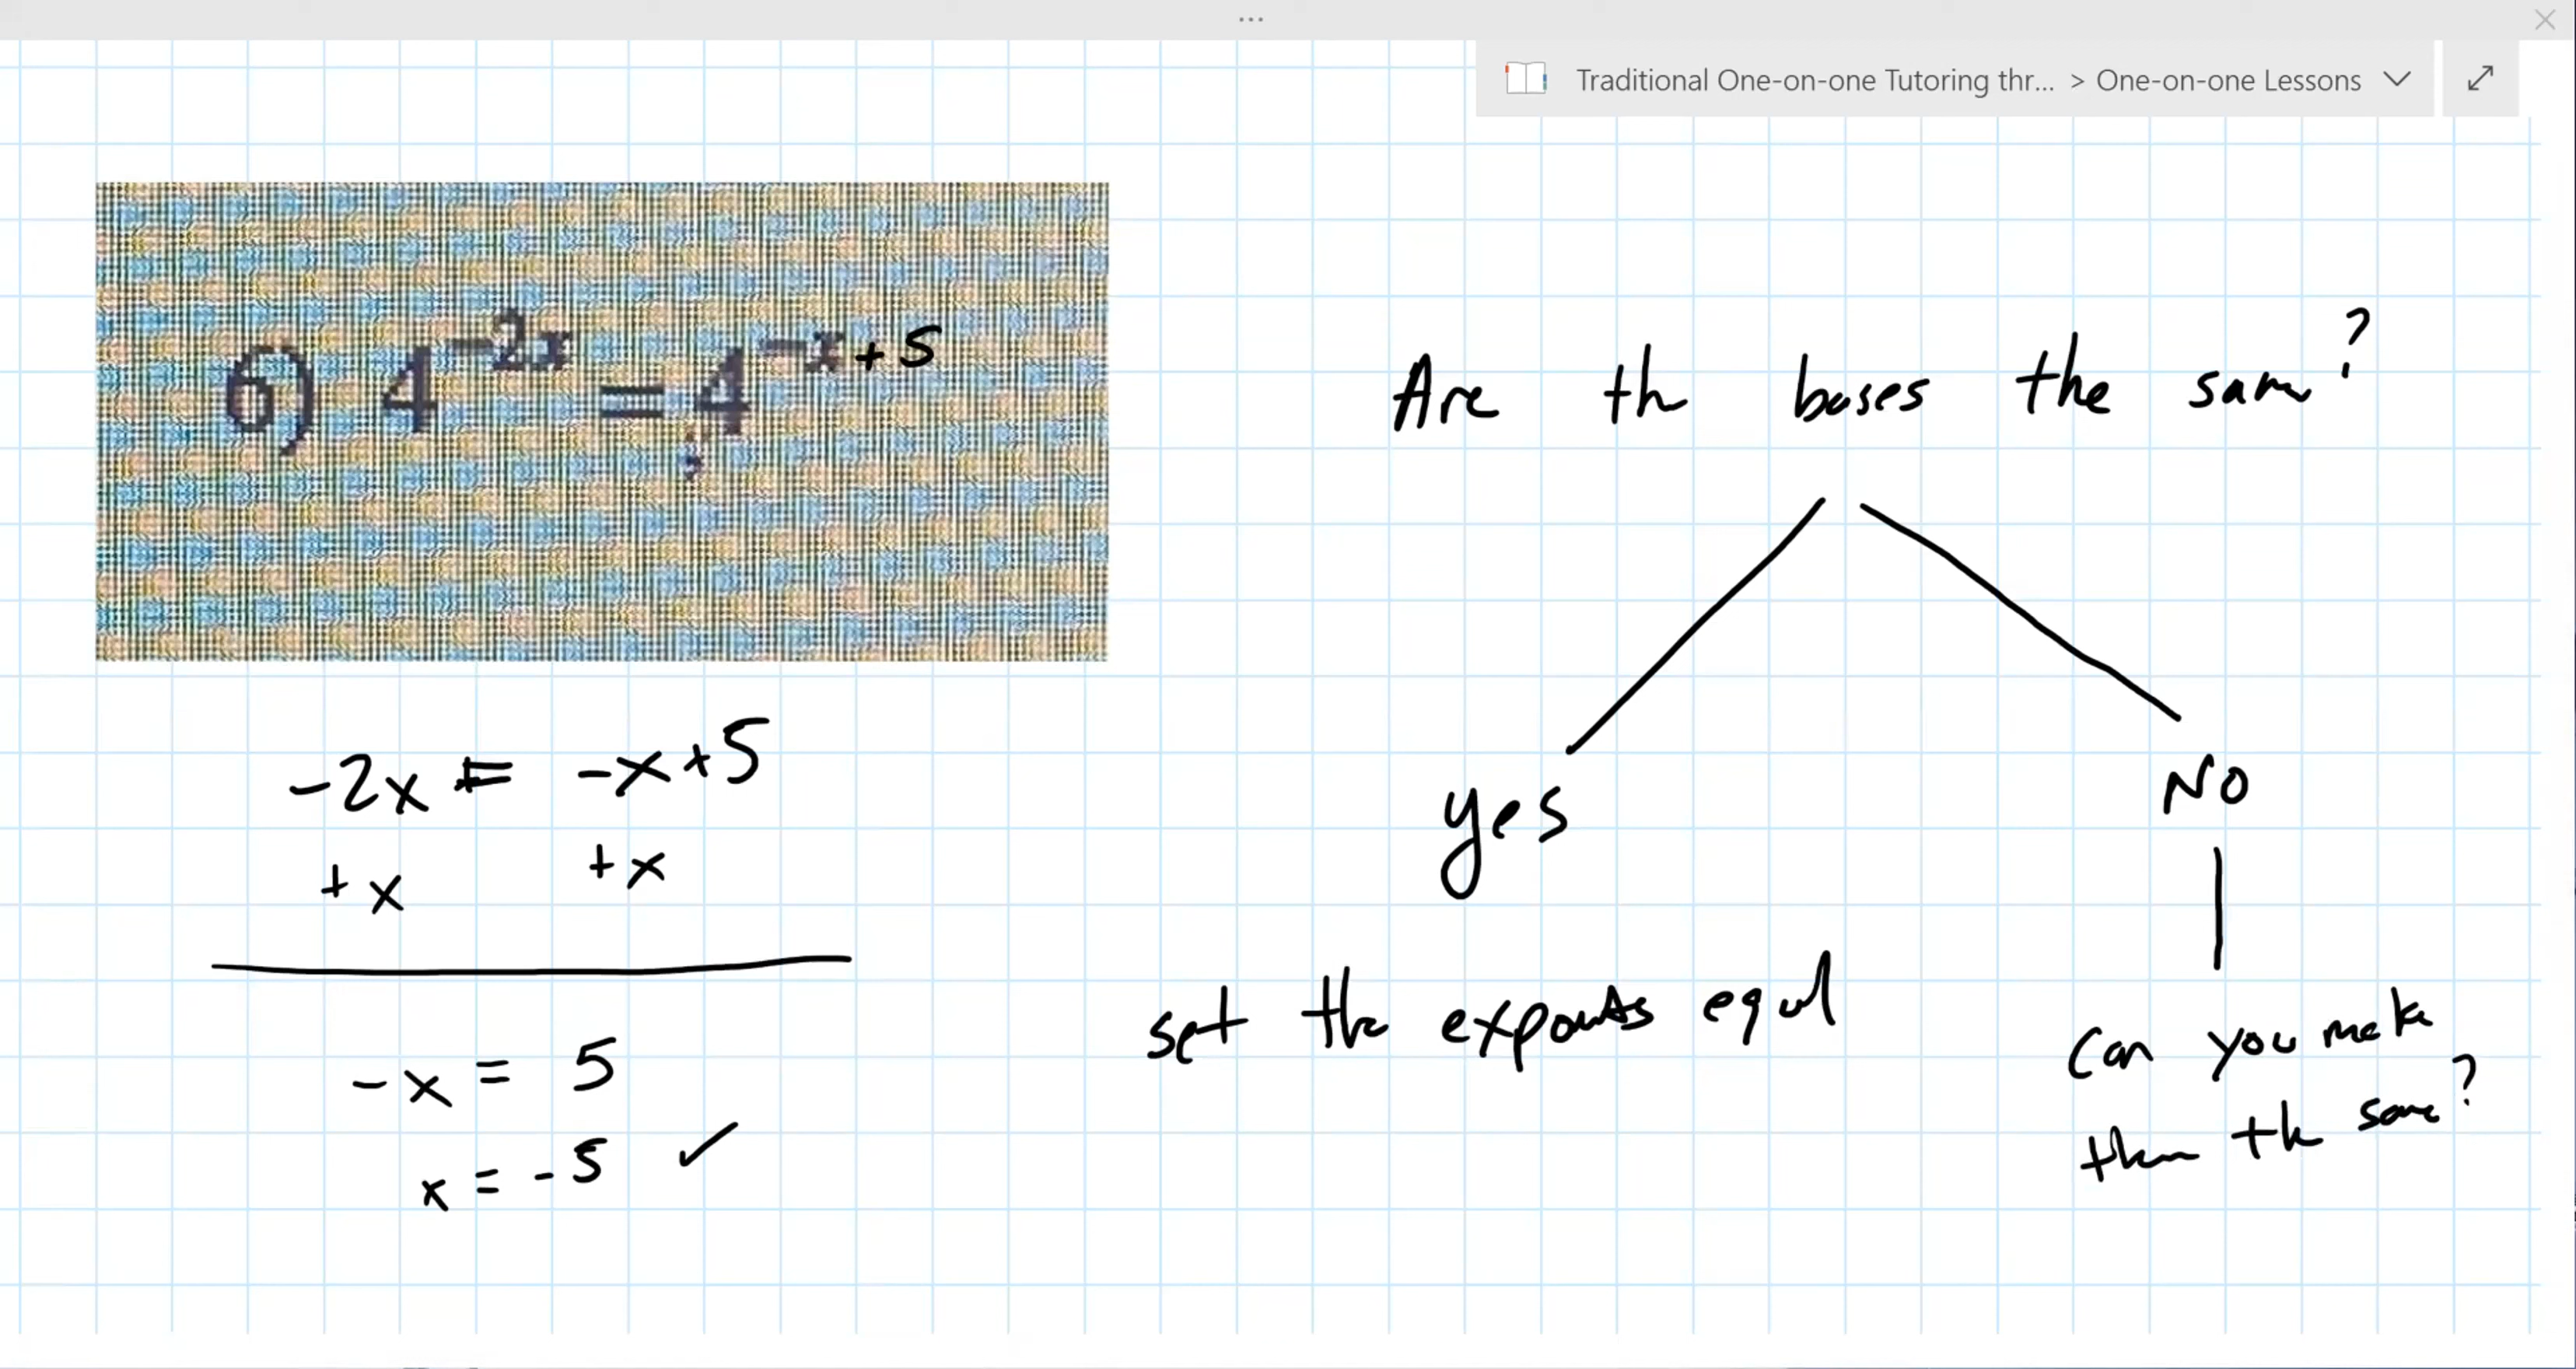 Traditional One-on-one Tutoring thr... > One-on-one Lessons
6) 4^{-2x} = 4^{-x+5}
-2x = -x+5
+x +x
-x = 5
x = -5 ✓
Are th bases the same?
yes
No
set the exponents equal
Can you make
them the same?